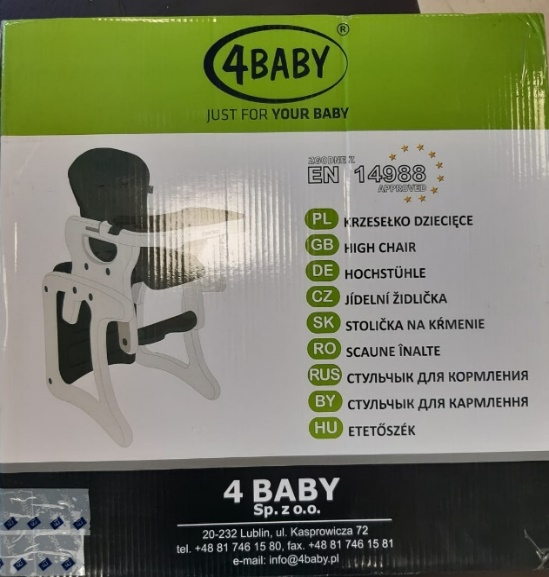 4BABY®
JUST FOR YOUR BABY
ZGODNE Z
EN 14988
APPROVED
PL KRZESEŁKO DZIECIĘCE
GB HIGH CHAIR
DE HOCHSTÜHLE
CZ JÍDELNÍ ŽIDLIČKA
SK STOLIČKA NA KŔMENIE
RO SCAUNE ÎNALTE
RUS СТУЛЬЧЫК ДЛЯ КОРМЛЕНИЯ
BY СТУЛЬЧЫК ДЛЯ КАРМЛЕННЯ
HU ETETŐSZÉK
4 BABY
Sp. z o.o.
20-232 Lublin, ul. Kasprowicza 72
tel. +48 81 746 15 80, fax. +48 81 746 15 81
e-mail: info@4baby.pl